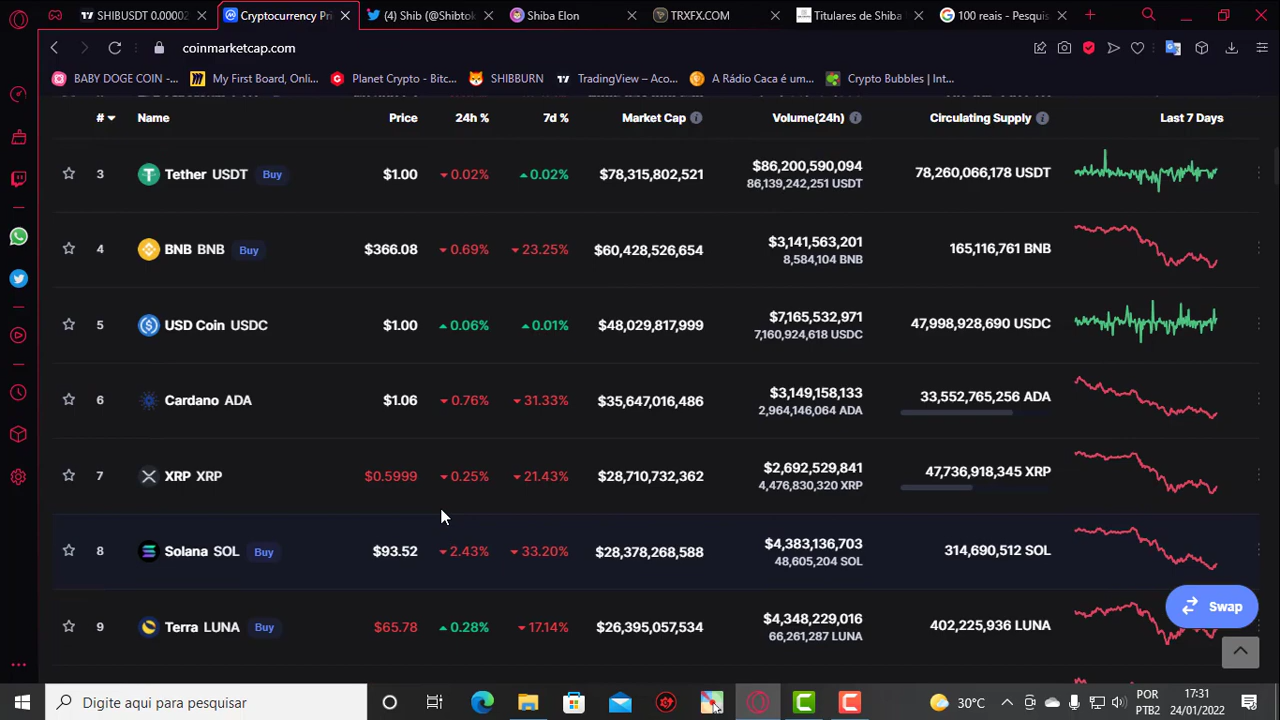 SHIBUSDT 0.00002
Cryptocurrency Pri
(4) Shib (@Shibtok
Shiba Elon
TRXFX.COM
Titulares de Shiba
100 reais - Pesquis
coinmarketcap.com
BABY DOGE COIN -...
My First Board, Onli...
Planet Crypto - Bitc...
SHIBBURN
TradingView – Aco...
A Rádio Caca é um...
Crypto Bubbles | Int...
# Name Price 24h % 7d % Market Cap Volume(24h) Circulating Supply Last 7 Days
3 Tether USDT Buy $1.00 0.02% 0.02% $78,315,802,521 $86,200,590,094 78,260,066,178 USDT
86,139,242,251 USDT
4 BNB BNB Buy $366.08 0.69% 23.25% $60,428,526,654 $3,141,563,201 165,116,761 BNB
8,584,104 BNB
5 USD Coin USDC $1.00 0.06% 0.01% $48,029,817,999 $7,165,532,971 47,998,928,690 USDC
7,160,924,618 USDC
6 Cardano ADA $1.06 0.76% 31.33% $35,647,016,486 $3,149,158,133 33,552,765,256 ADA
2,964,146,064 ADA
7 XRP XRP $0.5999 0.25% 21.43% $28,710,732,362 $2,692,529,841 47,736,918,345 XRP
4,476,830,320 XRP
8 Solana SOL Buy $93.52 2.43% 33.20% $28,378,268,588 $4,383,136,703 314,690,512 SOL
48,605,204 SOL
9 Terra LUNA Buy $65.78 0.28% 17.14% $26,395,057,534 $4,348,229,016 402,225,936 LUNA
66,261,287 LUNA
Swap
Digite aqui para pesquisar
30°C
POR
PTB2
17:31
24/01/2022